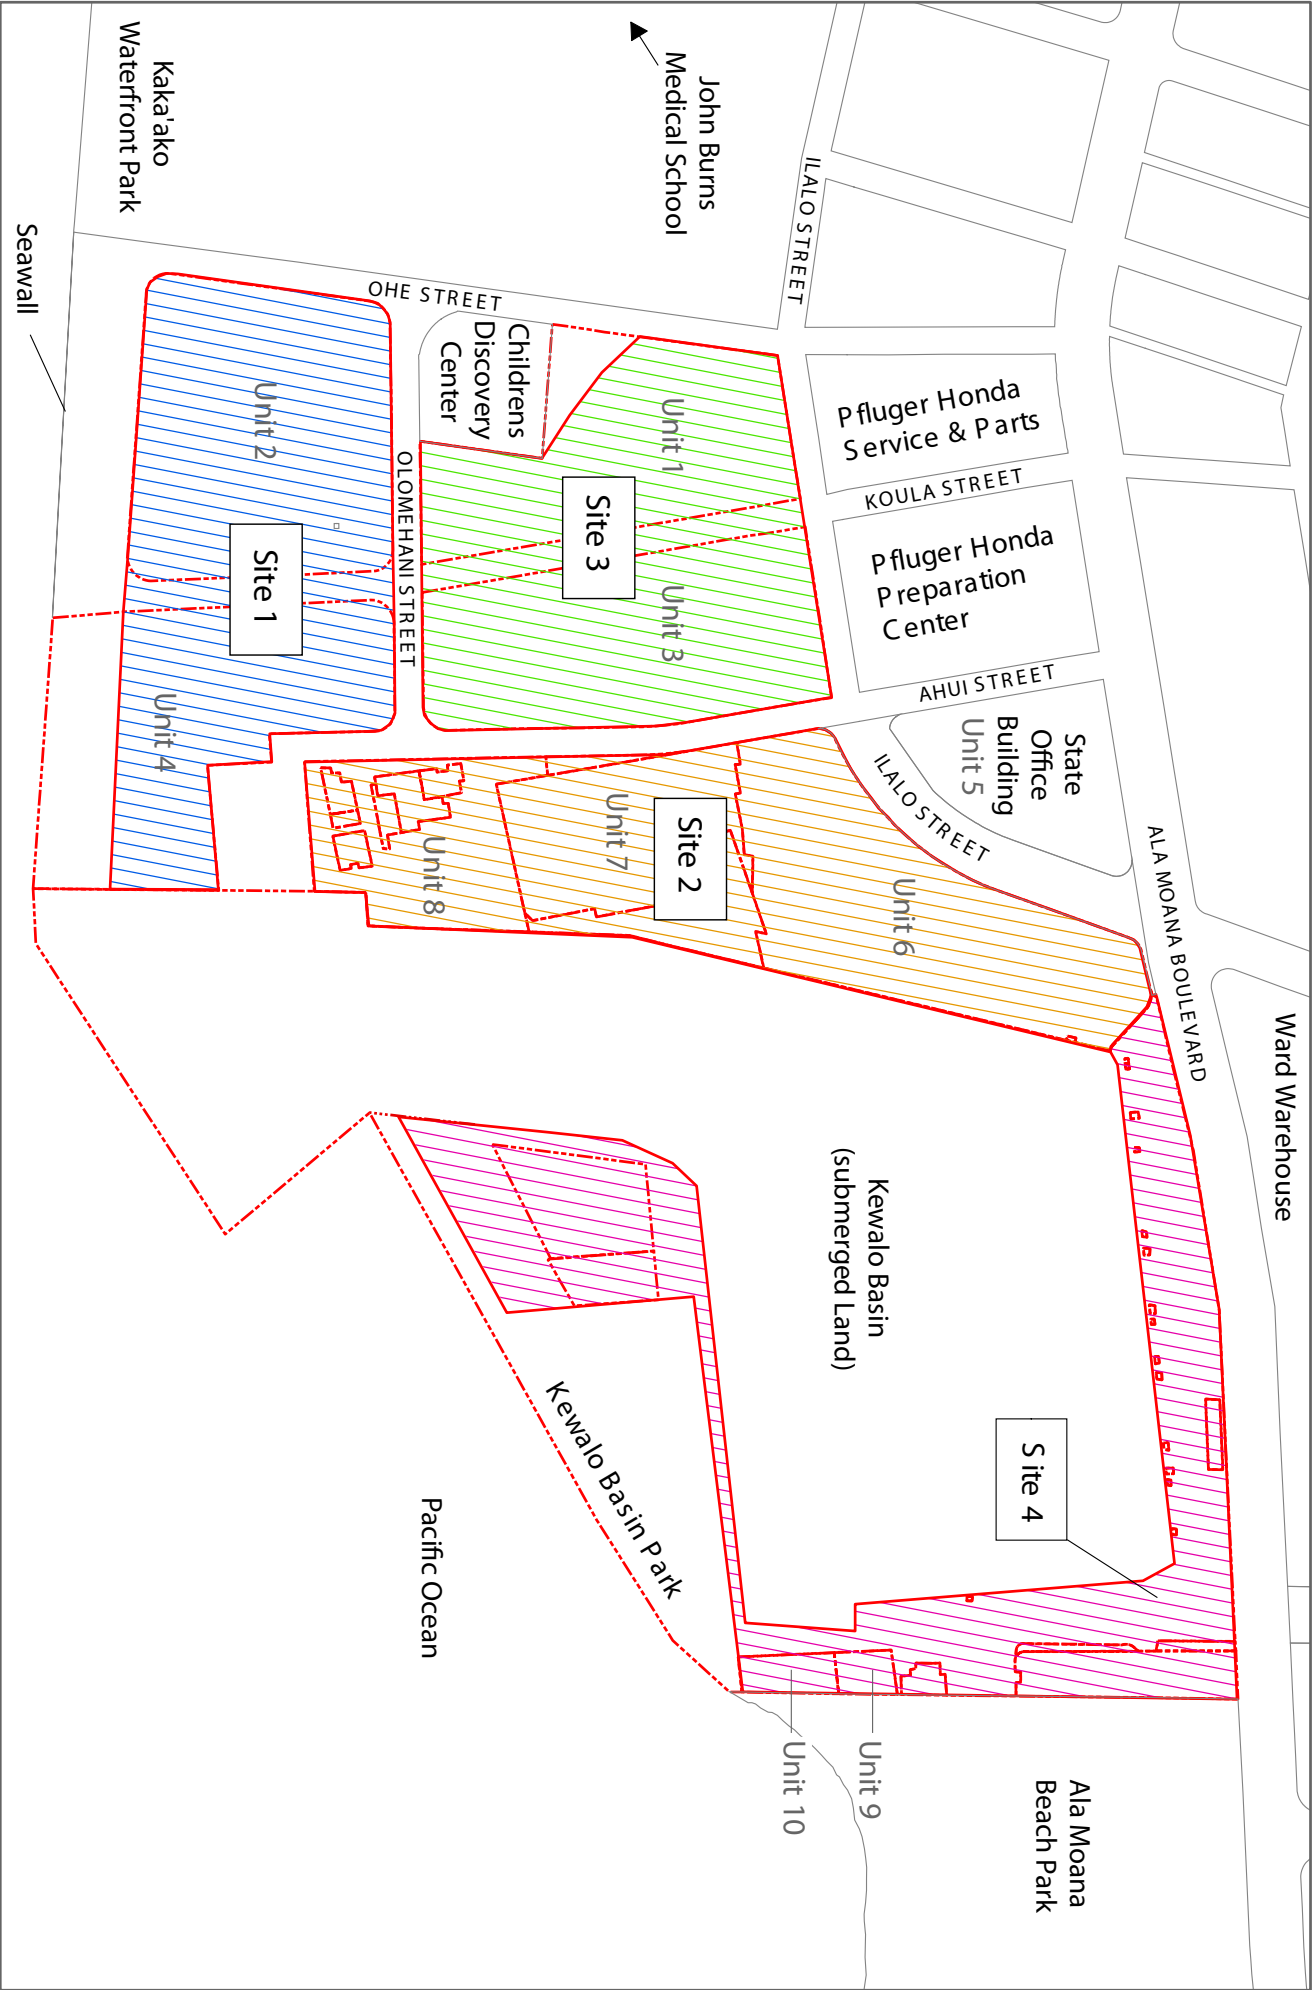 Ward Warehouse
ALA MOANA BOULEVARD
State
Office
Building
Unit 5
AHUI STREET
ILALO STREET
Unit 6
Pfluger Honda
Service & Parts
KOULA STREET
Pfluger Honda
Preparation
Center
ILALO STREET
John Burns
Medical School
OHE STREET
Childrens
Discovery
Center
Unit 1
Site 3
Unit 3
OLOMEHANI STREET
Site 2
Unit 7
Unit 8
Unit 2
Site 1
Unit 4
Kaka'ako
Waterfront Park
Seawall
Kewalo Basin
(submerged Land)
Site 4
Kewalo Basin Park
Pacific Ocean
Ala Moana
Beach Park
Unit 9
Unit 10